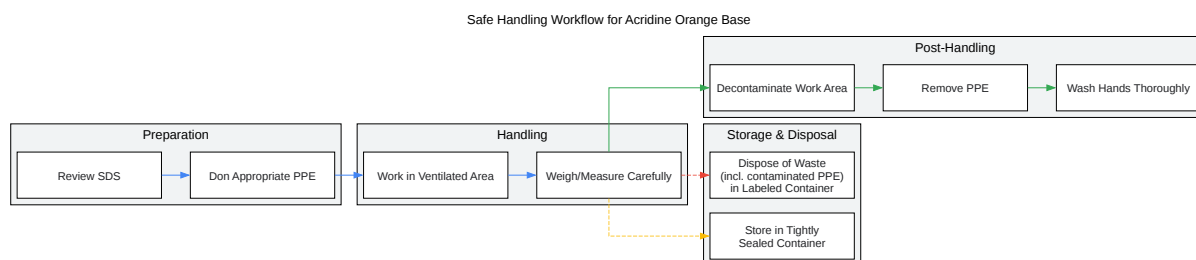 Safe Handling Workflow for Acridine Orange Base
Post-Handling
Decontaminate Work Area
Remove PPE
Wash Hands Thoroughly
Preparation
Review SDS
Don Appropriate PPE
Handling
Work in Ventilated Area
Weigh/Measure Carefully
Storage & Disposal
Dispose of Waste
(incl. contaminated PPE)
in Labeled Container
Store in Tightly
Sealed Container